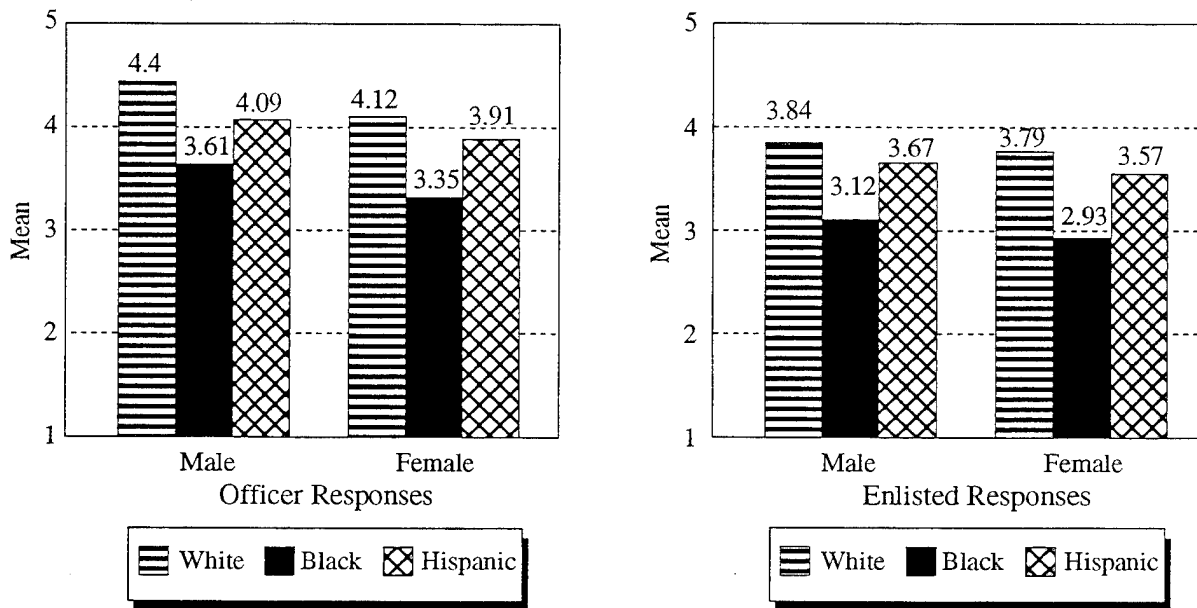 5
4
3
2
1
Mean
4.4
3.61
4.09
4.12
3.35
3.91
Male Female
Officer Responses
White Black Hispanic
5
4
3
2
1
Mean
3.84
3.12
3.67
3.79
2.93
3.57
Male Female
Enlisted Responses
White Black Hispanic